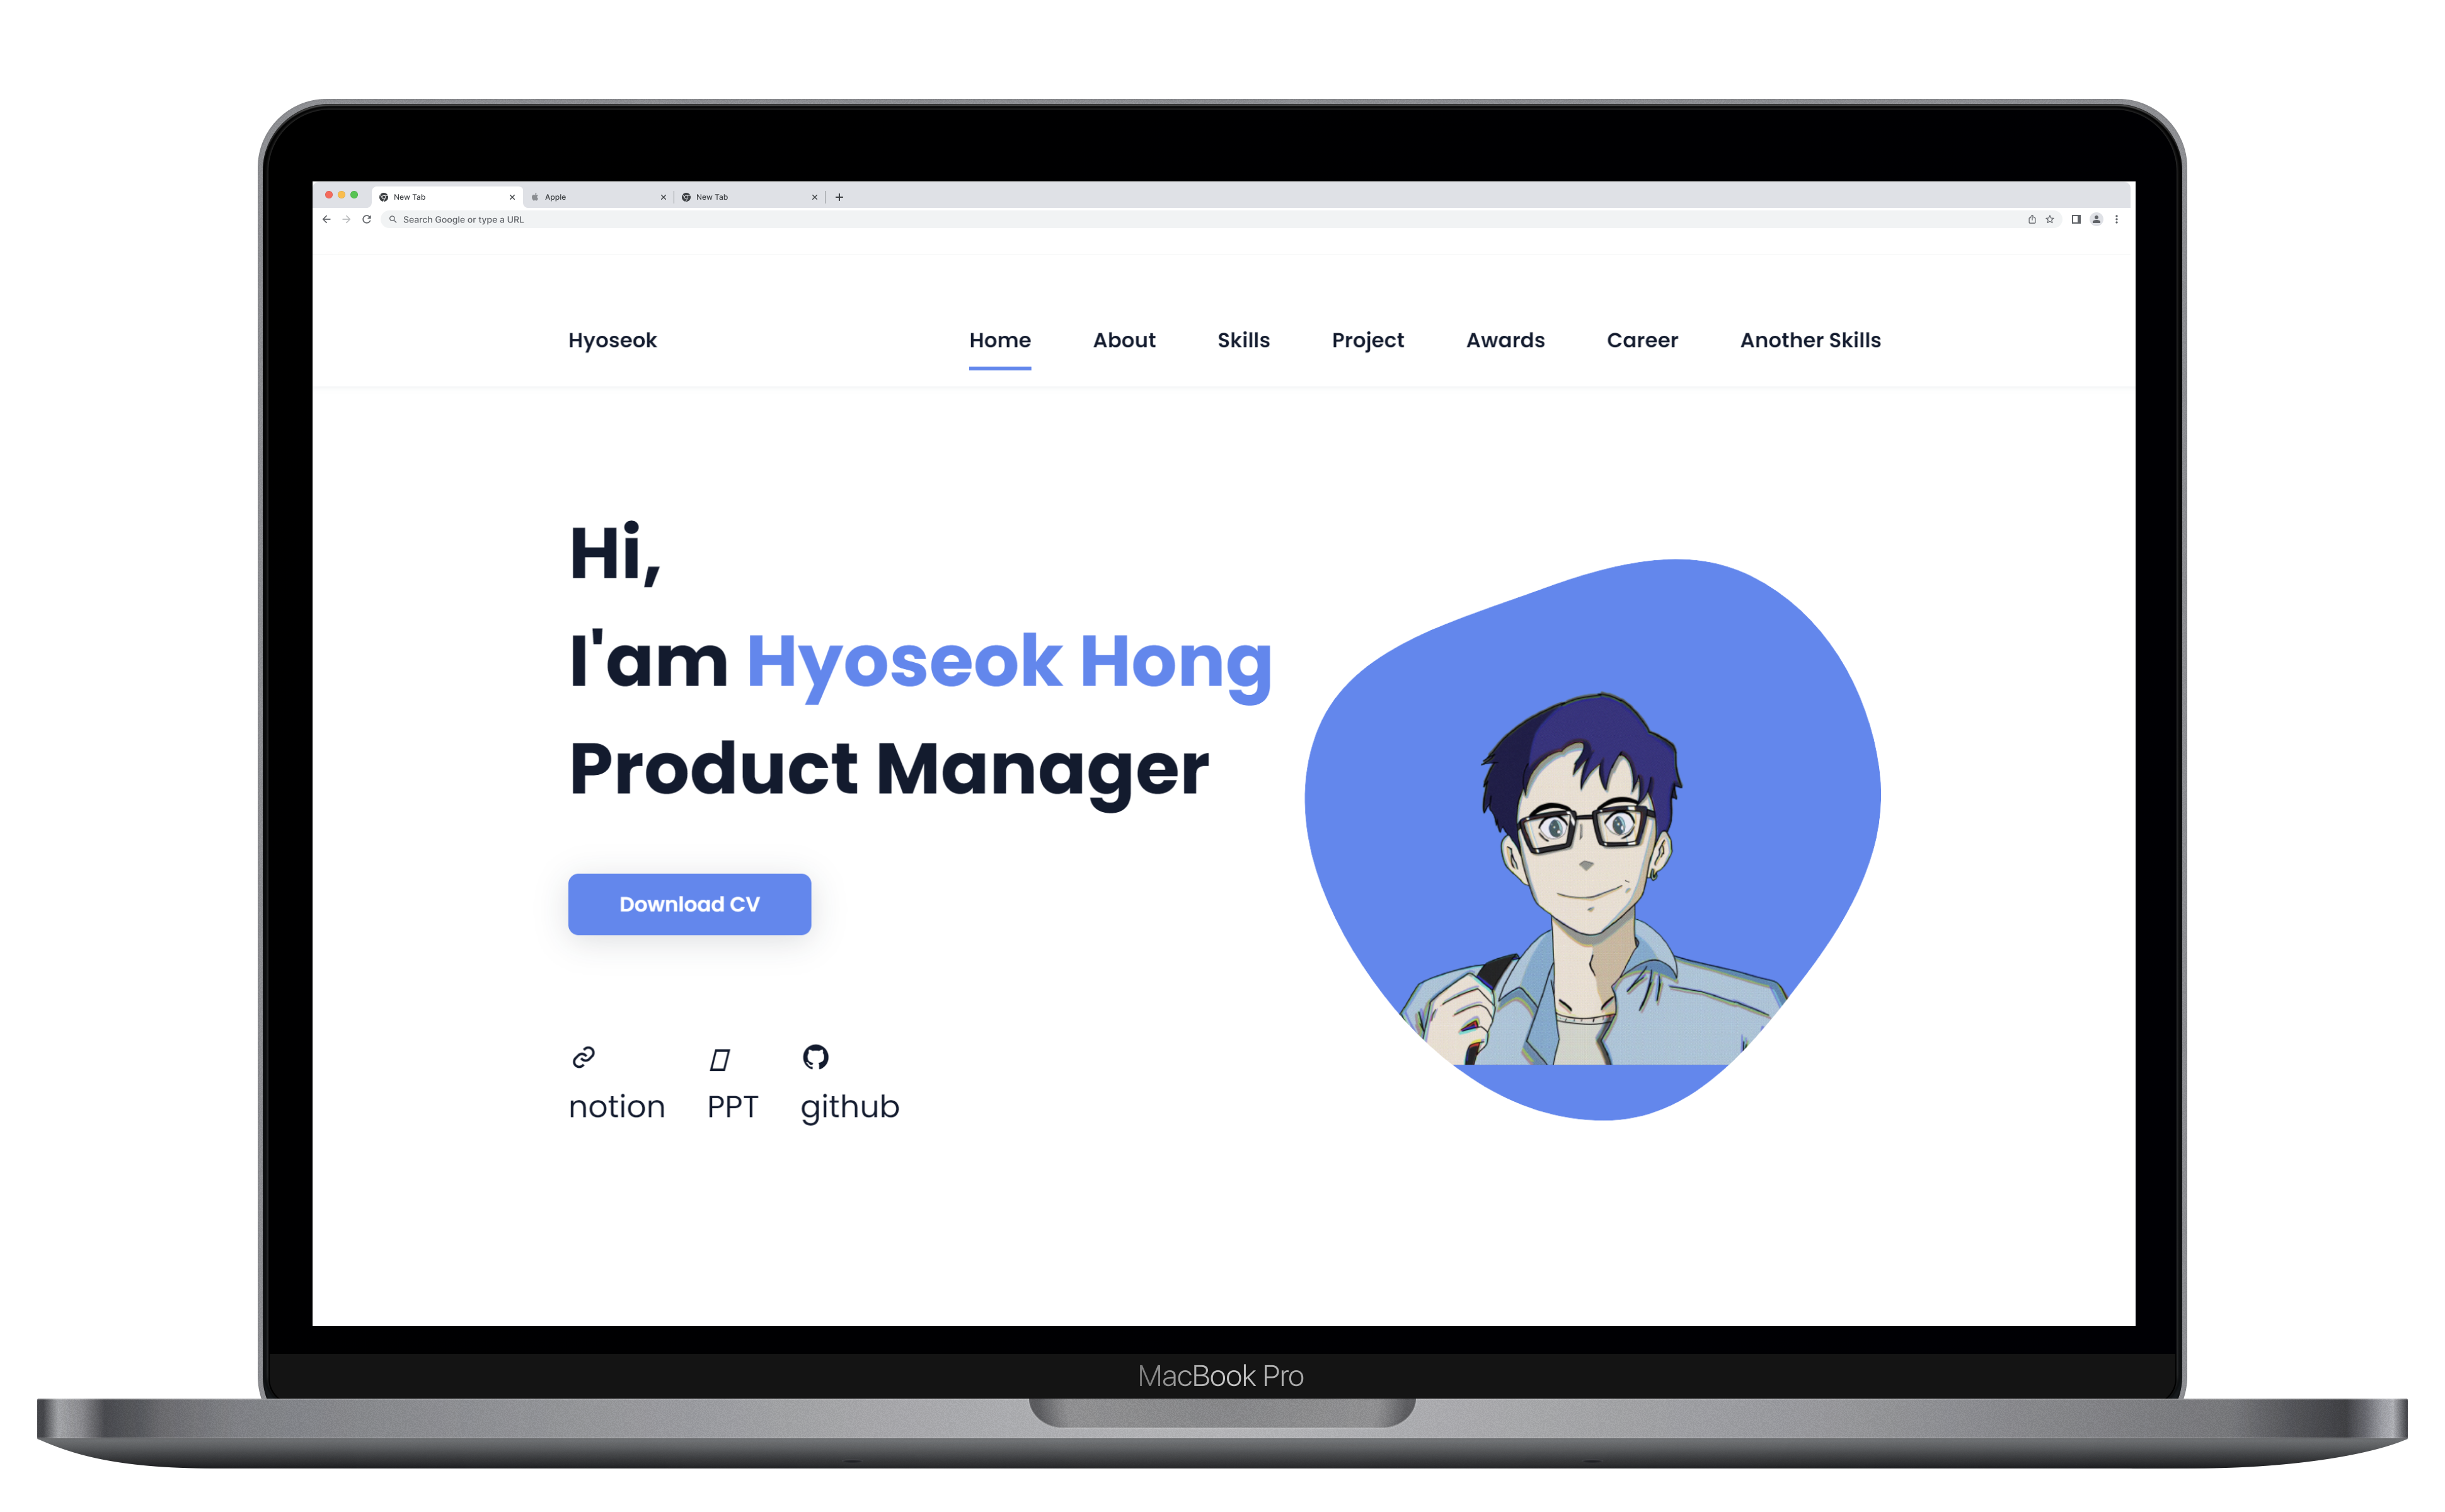 New Tab Apple New Tab
Search Google or type a URL
Hyoseok Home About Skills Project Awards Career Another Skills
Hi,
I'am Hyoseok Hong
Product Manager
Download CV
notion PPT github
MacBook Pro